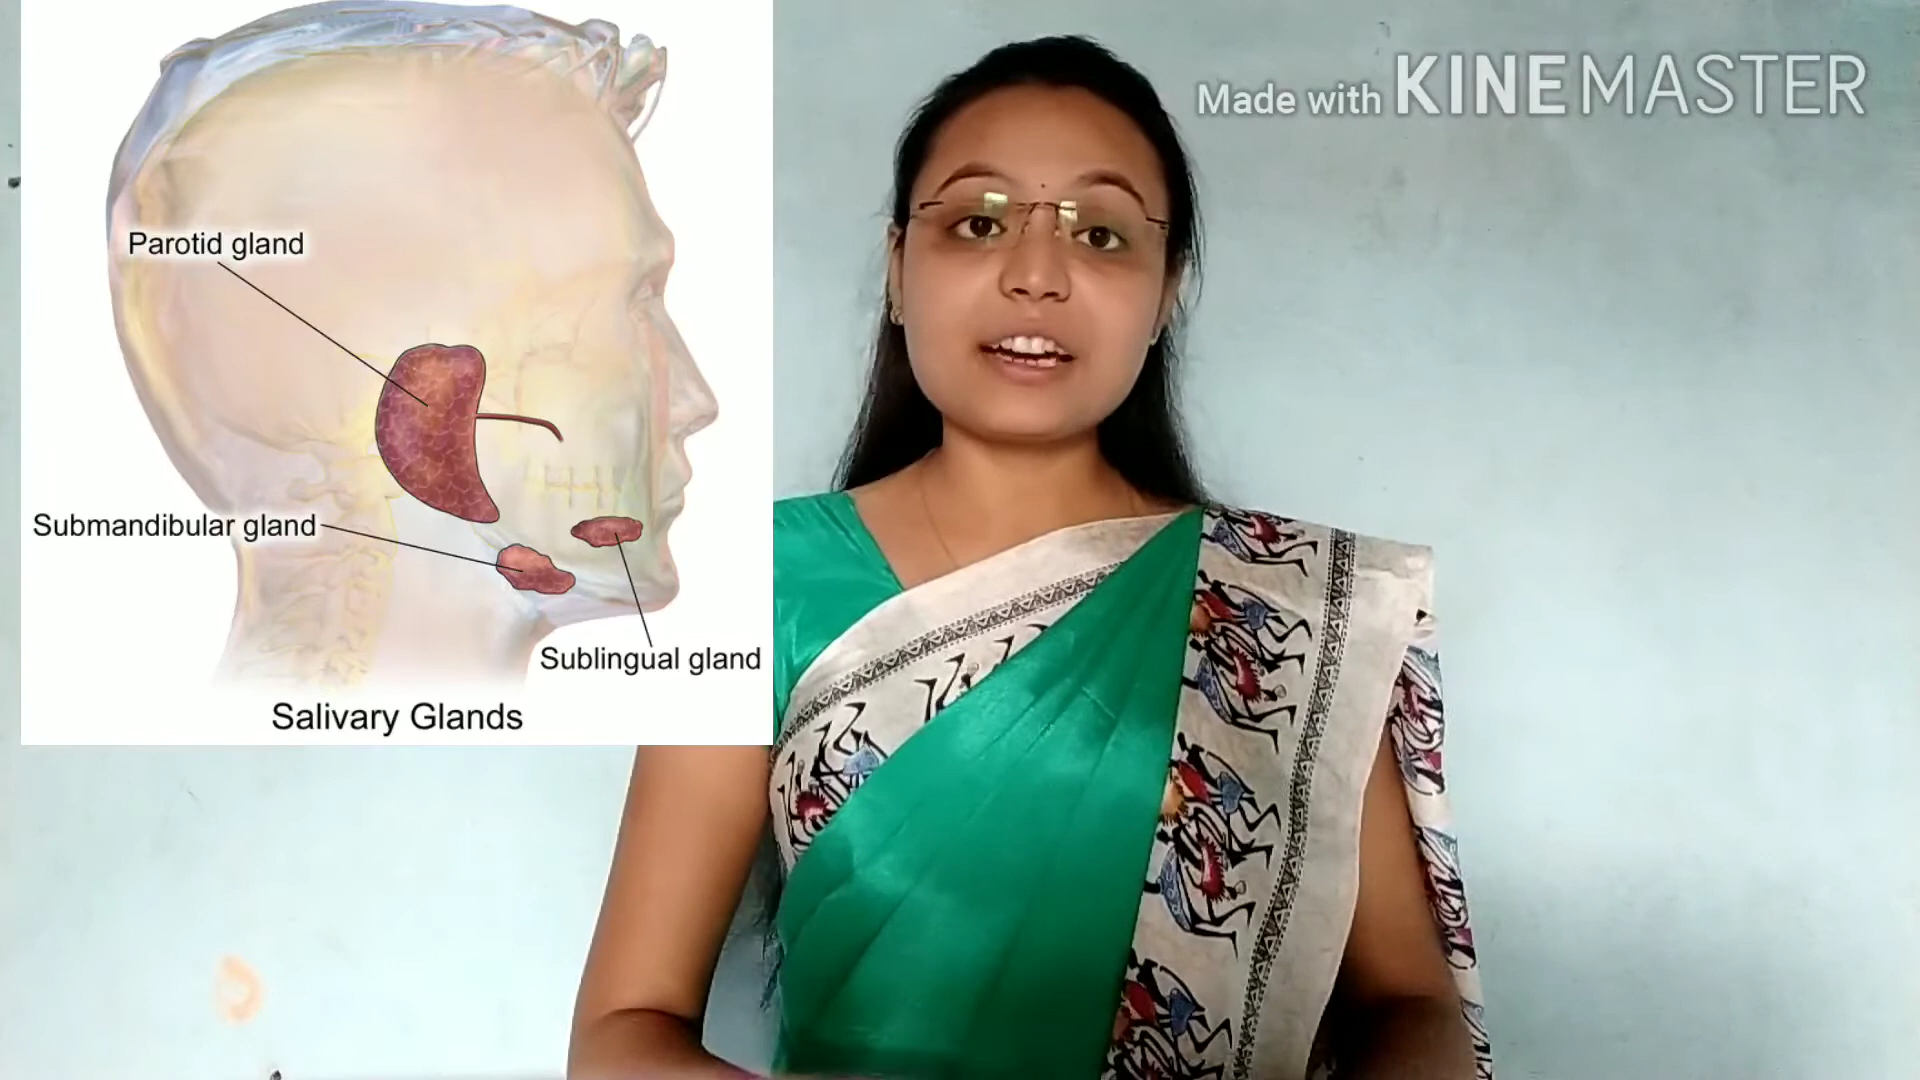 Made with KINEMASTER
Parotid gland
Submandibular gland
Sublingual gland
Salivary Glands